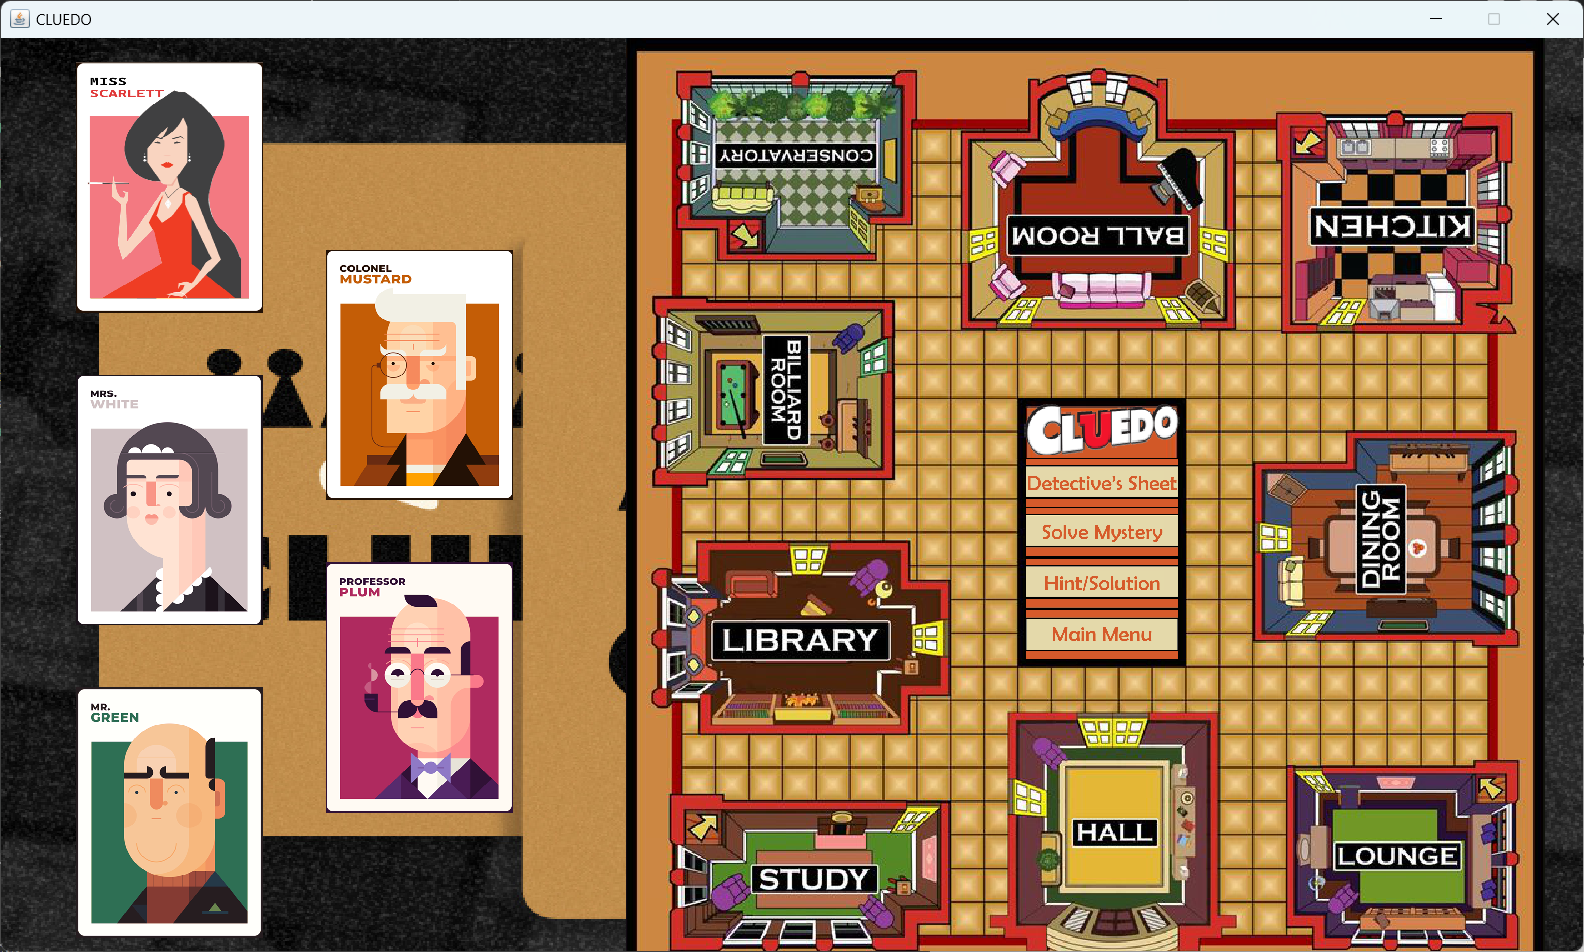 CLUEDO
MISS
SCARLETT
COLONEL
MUSTARD
MRS.
WHITE
PROFESSOR
PLUM
MR.
GREEN
CONSERVATORY
BALL ROOM
KITCHEN
BILLIARD
ROOM
CLUEDO
Detective's Sheet
Solve Mystery
Hint/Solution
Main Menu
DINING
ROOM
LIBRARY
STUDY
HALL
LOUNGE